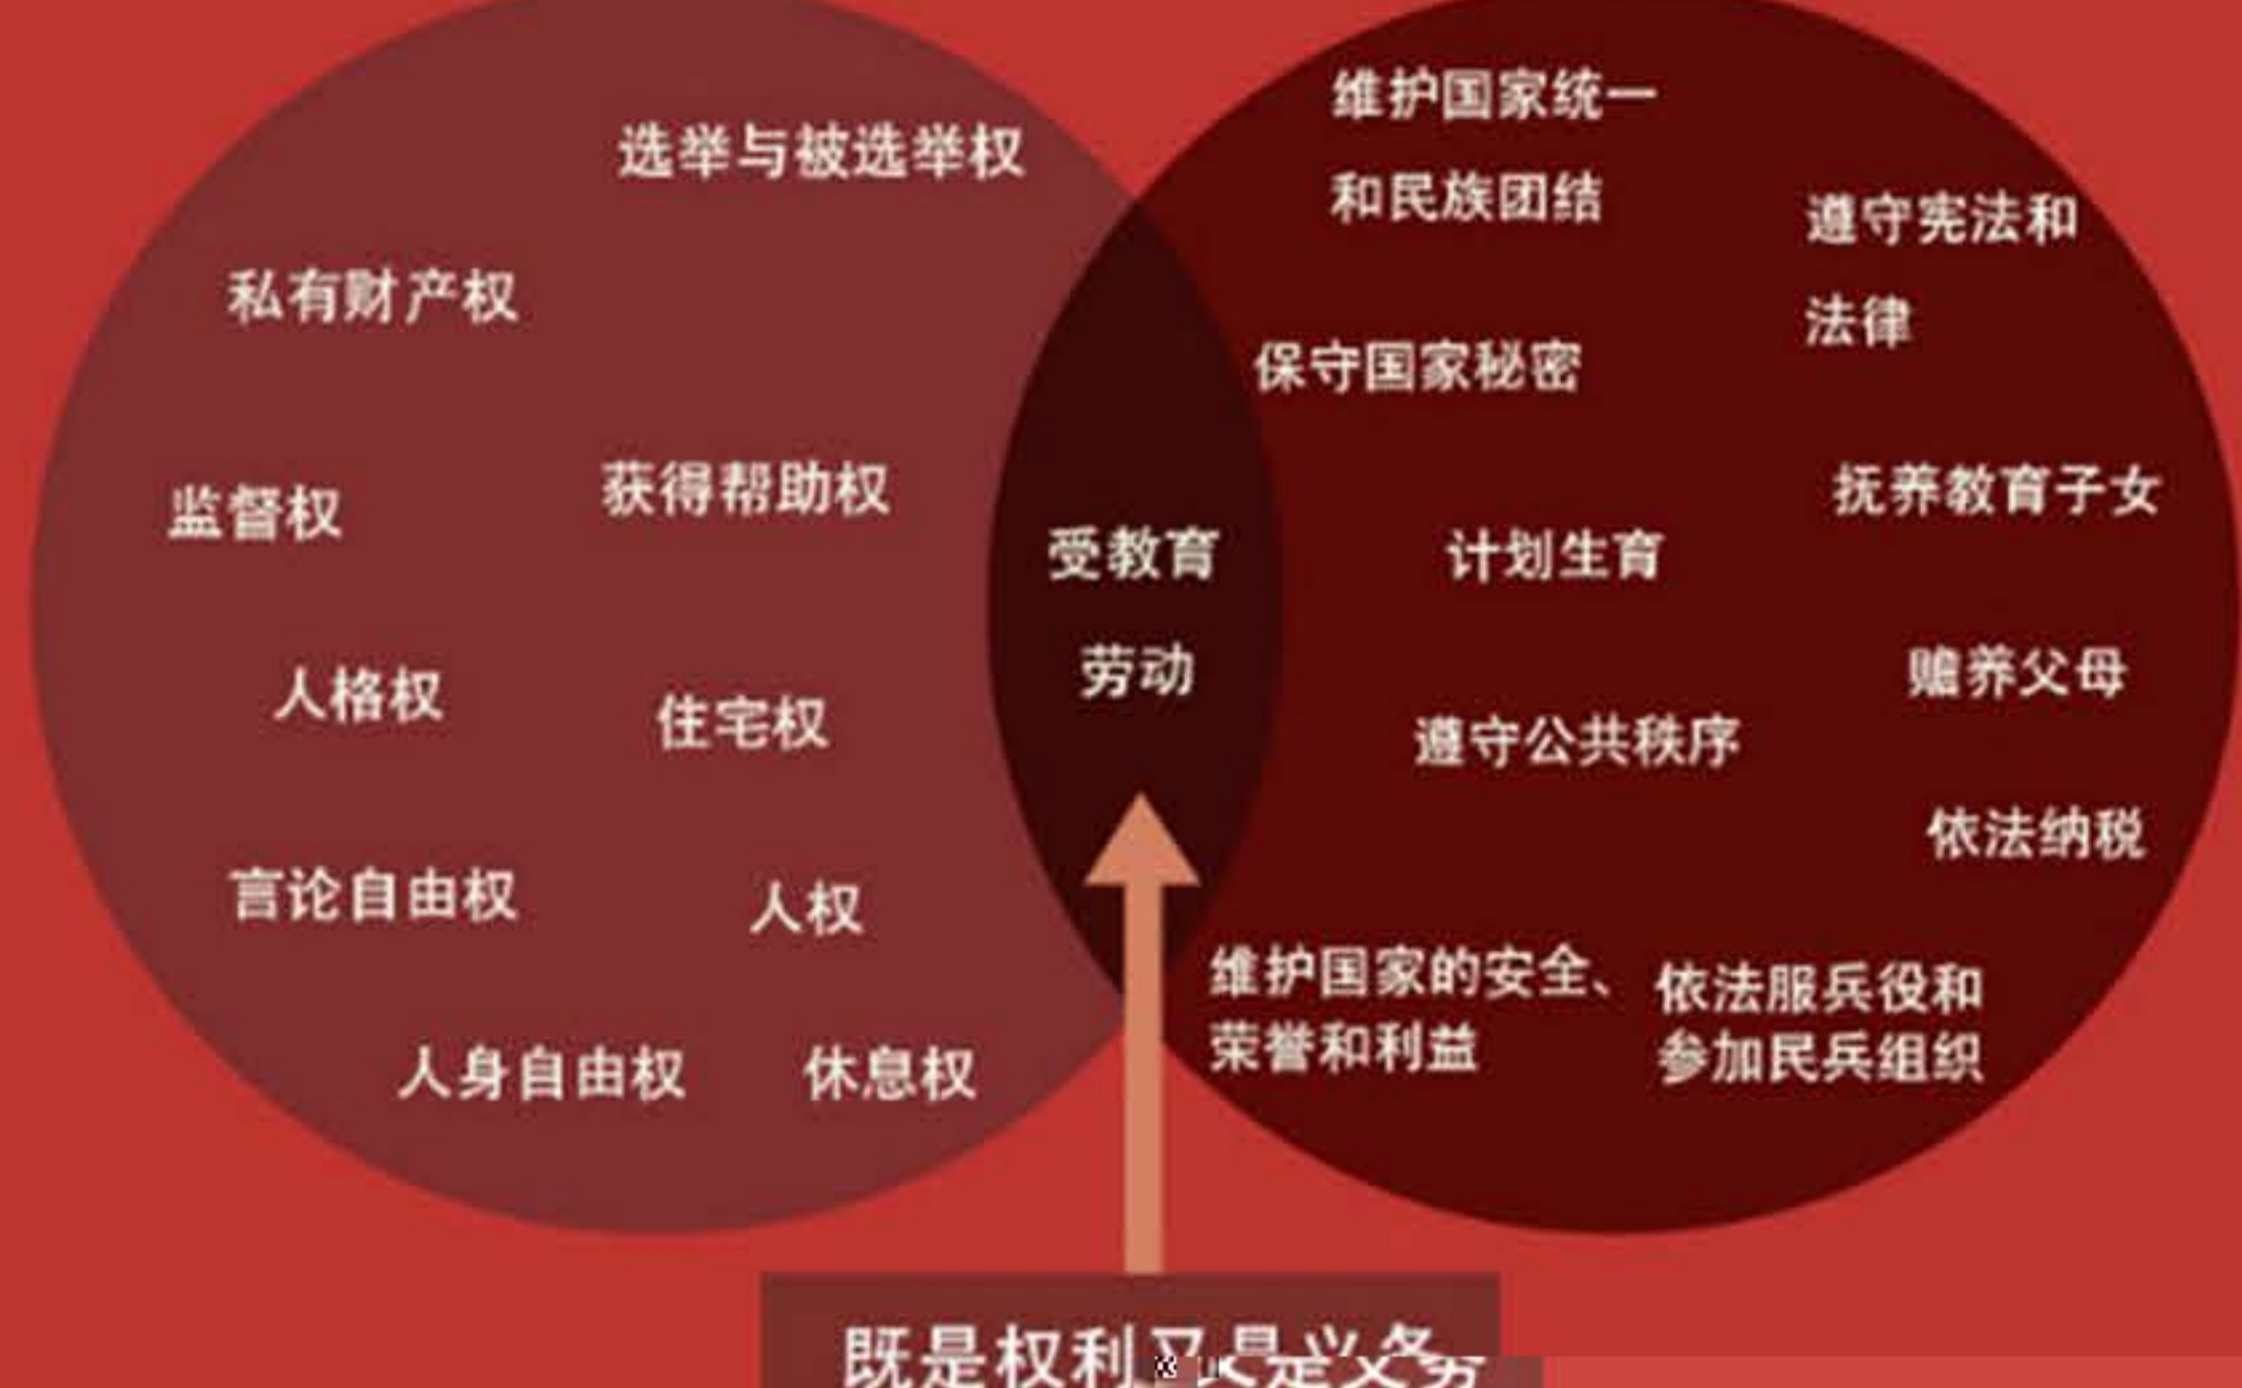 选举与被选举权
私有财产权
监督权
获得帮助权
人格权
住宅权
言论自由权
人权
人身自由权
休息权
受教育
劳动
维护国家统一
和民族团结
遵守宪法和
法律
保守国家秘密
抚养教育子女
计划生育
赡养父母
遵守公共秩序
依法纳税
维护国家的安全、
荣誉和利益
依法服兵役和
参加民兵组织
既是权利又是义务